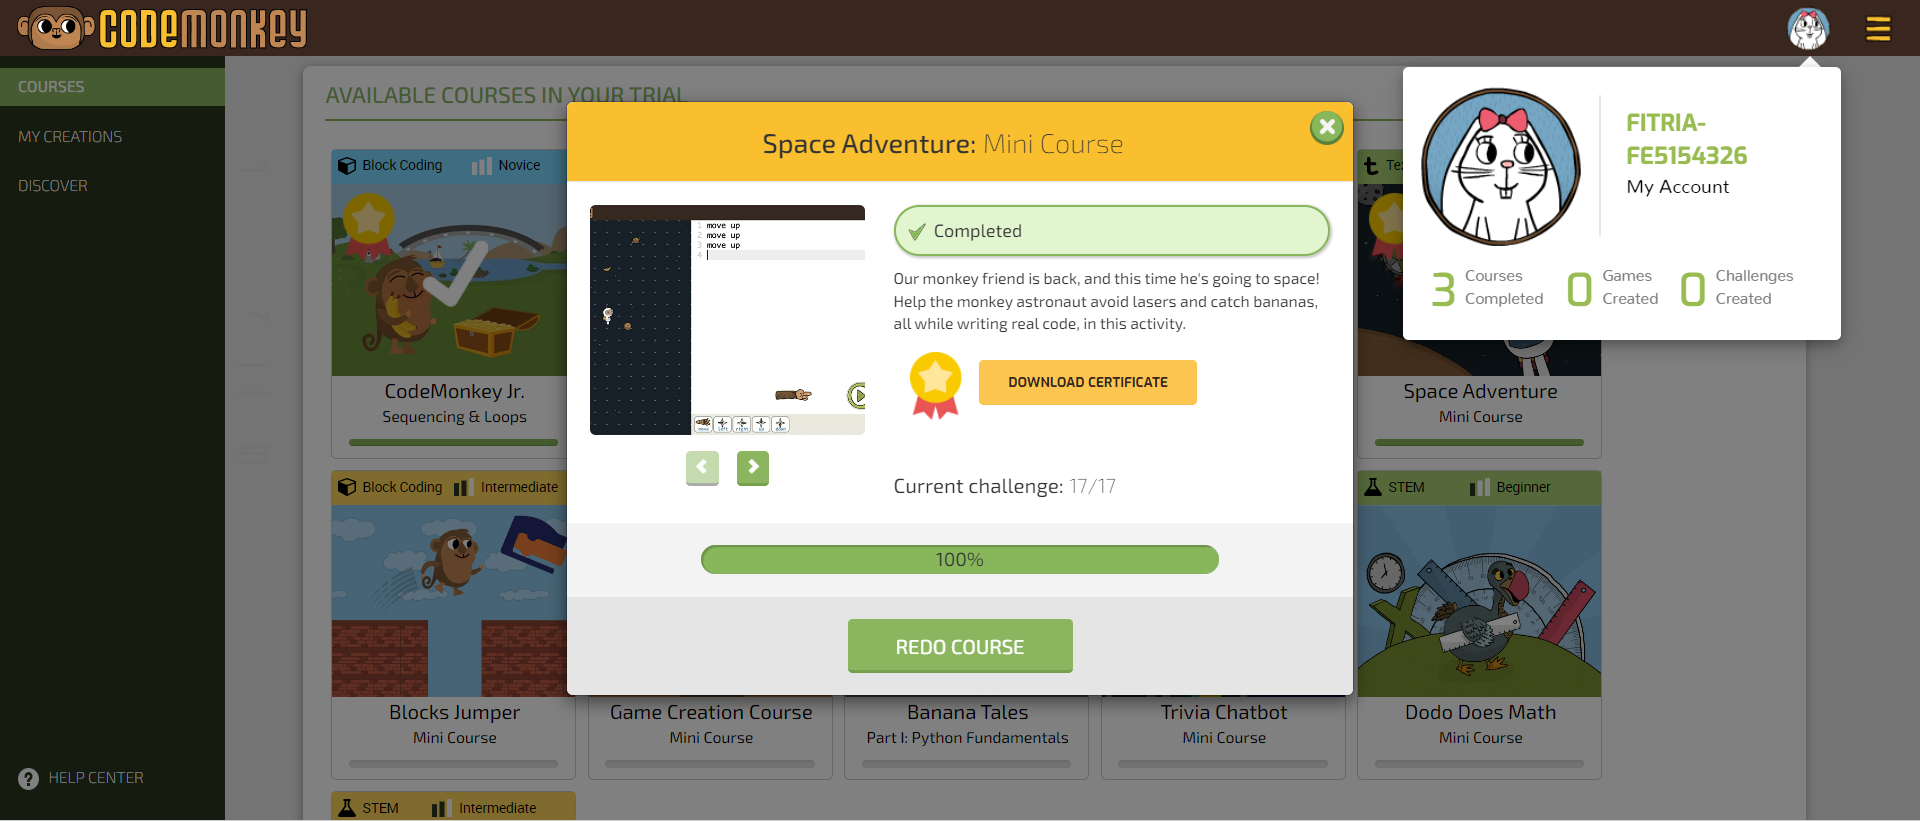 CODEMONKEY
COURSES
MY CREATIONS
DISCOVER
HELP CENTER
AVAILABLE COURSES IN YOUR TRIAL
Block Coding Novice
CodeMonkey Jr.
Sequencing & Loops
Space Adventure: Mini Course
1 move up
2 move up
3 move up
4
move left right up down
Completed
Our monkey friend is back, and this time he's going to space!
Help the monkey astronaut avoid lasers and catch bananas,
all while writing real code, in this activity.
DOWNLOAD CERTIFICATE
Current challenge: 17/17
100%
REDO COURSE
FITRIA-
FE5154326
My Account
3 Courses Completed
0 Games Created
0 Challenges Created
Space Adventure
Mini Course
Block Coding Intermediate
Blocks Jumper
Mini Course
Game Creation Course
Mini Course
Banana Tales
Part I: Python Fundamentals
Trivia Chatbot
Mini Course
STEM Beginner
Dodo Does Math
Mini Course
STEM Intermediate